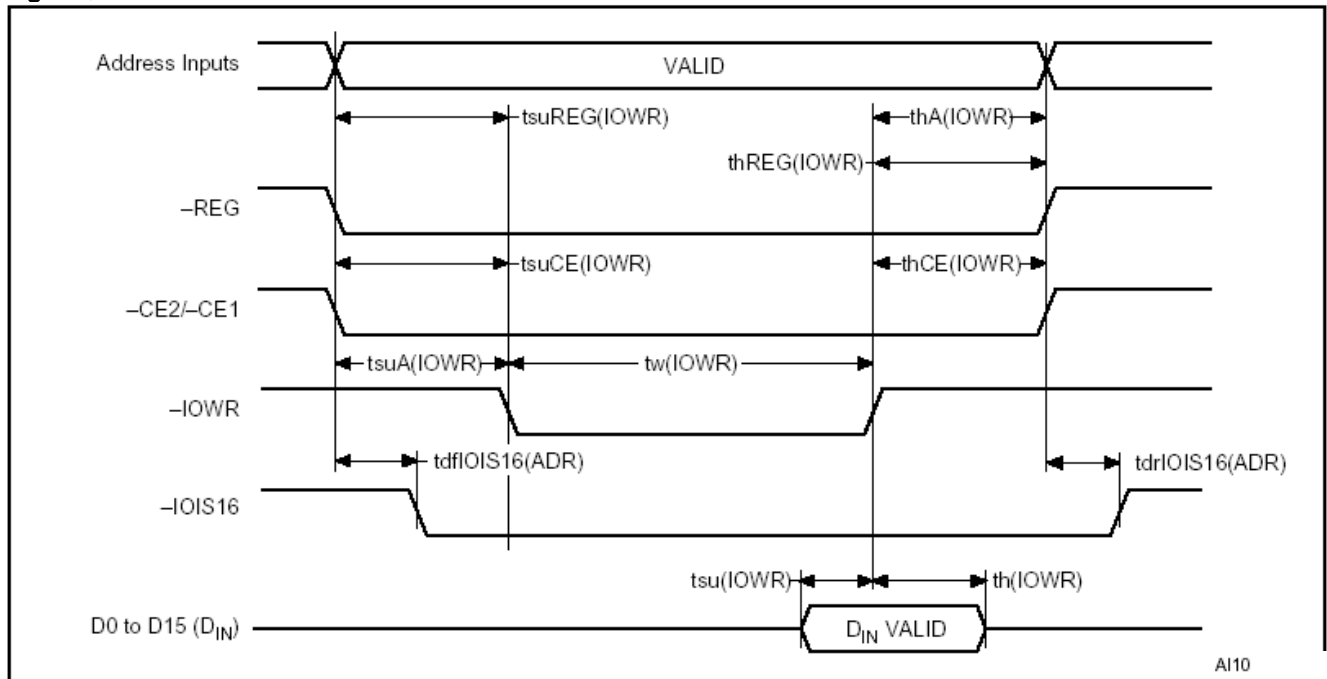 Address Inputs
VALID
tsuREG(IOWR)
thA(IOWR)
thREG(IOWR)
–REG
tsuCE(IOWR)
thCE(IOWR)
–CE2/–CE1
tsuA(IOWR)
tw(IOWR)
–IOWR
tdfIOIS16(ADR)
tdrIOIS16(ADR)
–IOIS16
tsu(IOWR)
th(IOWR)
D0 to D15 (DIN)
DIN VALID
AI10